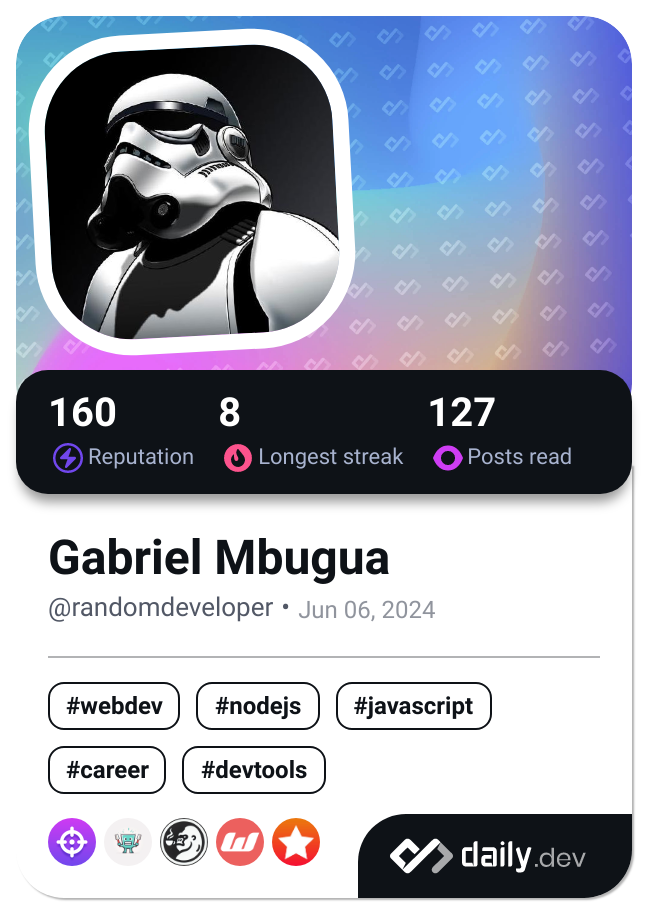 160 8 127
Reputation Longest streak Posts read
Gabriel Mbugua
@randomdeveloper • Jun 06, 2024
#webdev #nodejs #javascript
#career #devtools
daily.dev